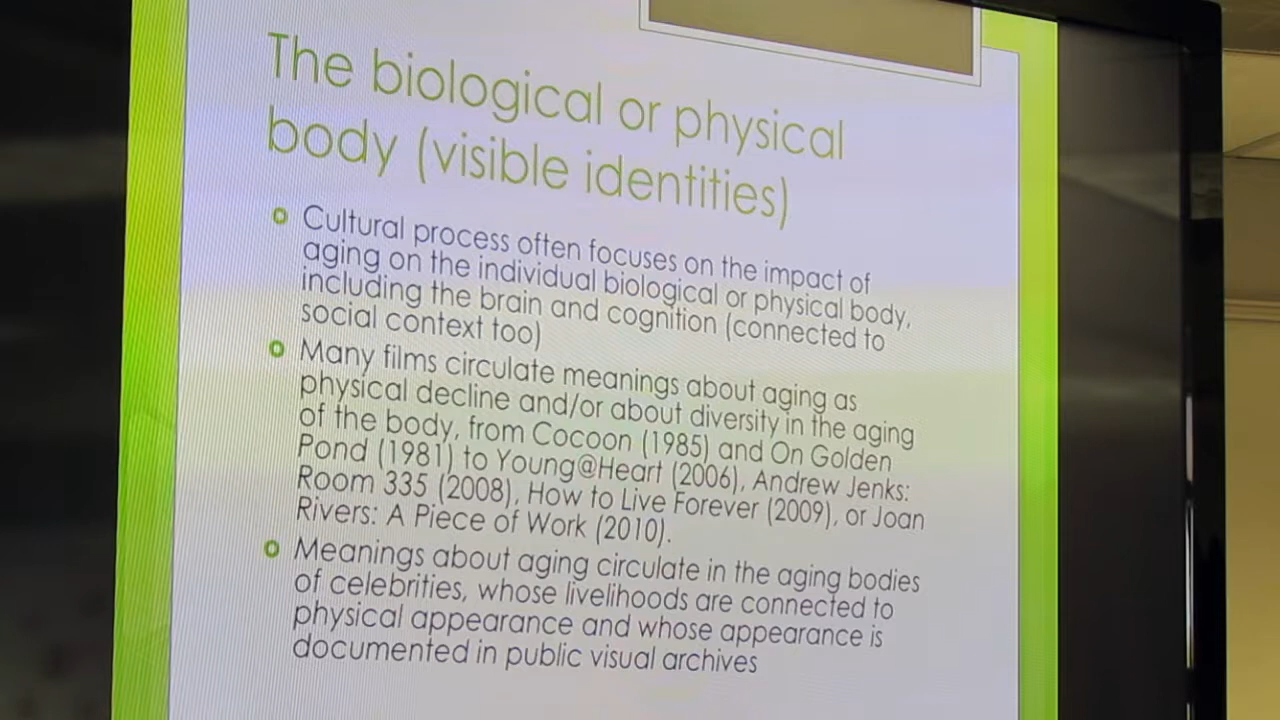 The biological or physical
body (visible identities)
Cultural process often focuses on the impact of
aging on the individual biological or physical body,
including the brain and cognition (connected to
social context too)
Many films circulate meanings about aging as
physical decline and/or about diversity in the aging
of the body, from Cocoon (1985) and On Golden
Pond (1981) to Young@Heart (2006), Andrew Jenks:
Room 335 (2008), How to Live Forever (2009), or Joan
Rivers: A Piece of Work (2010).
Meanings about aging circulate in the aging bodies
of celebrities, whose livelihoods are connected to
physical appearance and whose appearance is
documented in public visual archives